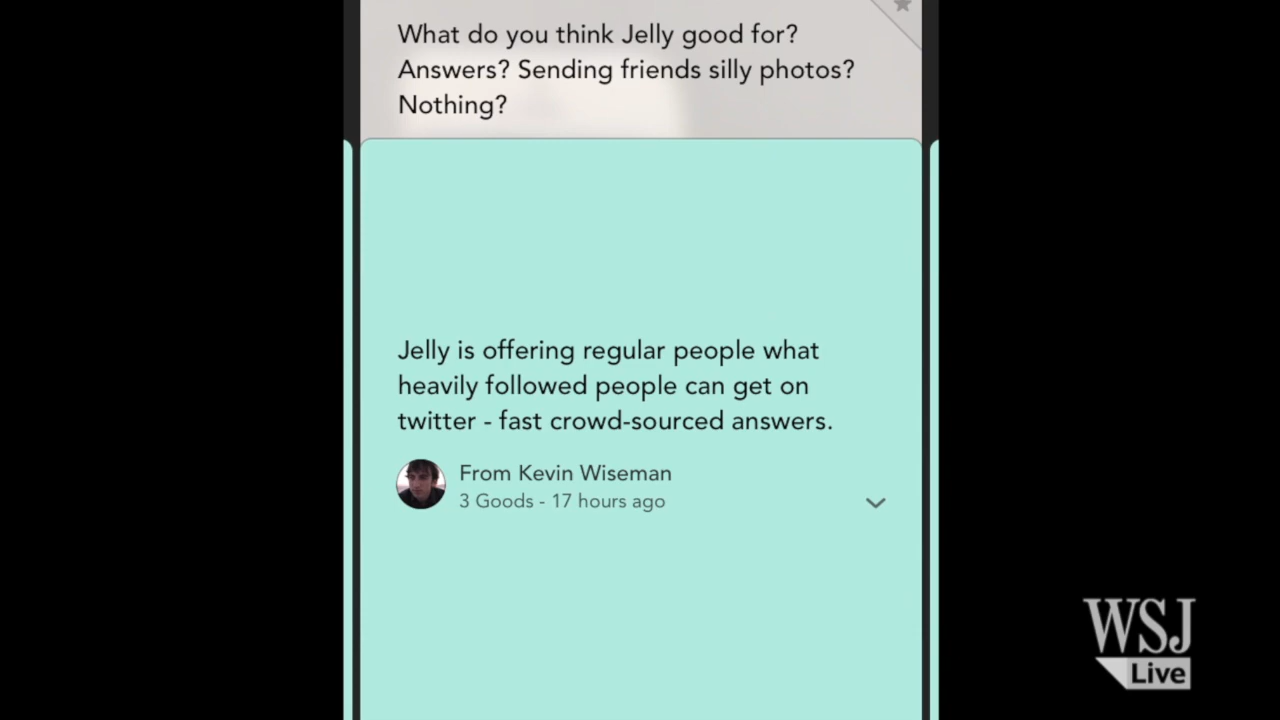 What do you think Jelly good for?
Answers? Sending friends silly photos?
Nothing?
Jelly is offering regular people what
heavily followed people can get on
twitter - fast crowd-sourced answers.
From Kevin Wiseman
3 Goods - 17 hours ago
WSJ
Live